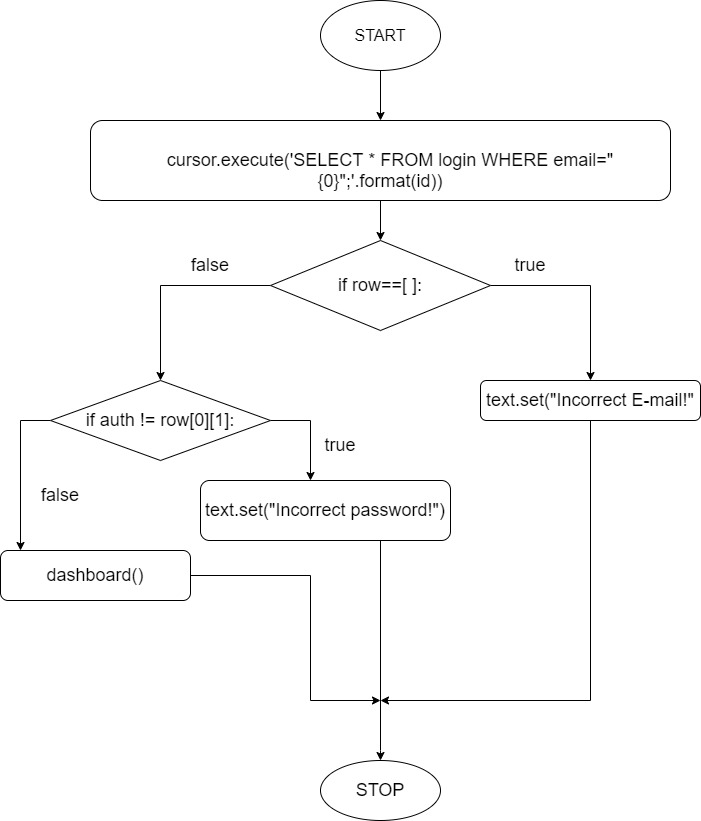 START
cursor.execute('SELECT * FROM login WHERE email="
{0}";'.format(id))
false
true
if row==[ ]:
if auth != row[0][1]:
text.set("Incorrect E-mail!"
true
false
text.set("Incorrect password!")
dashboard()
STOP